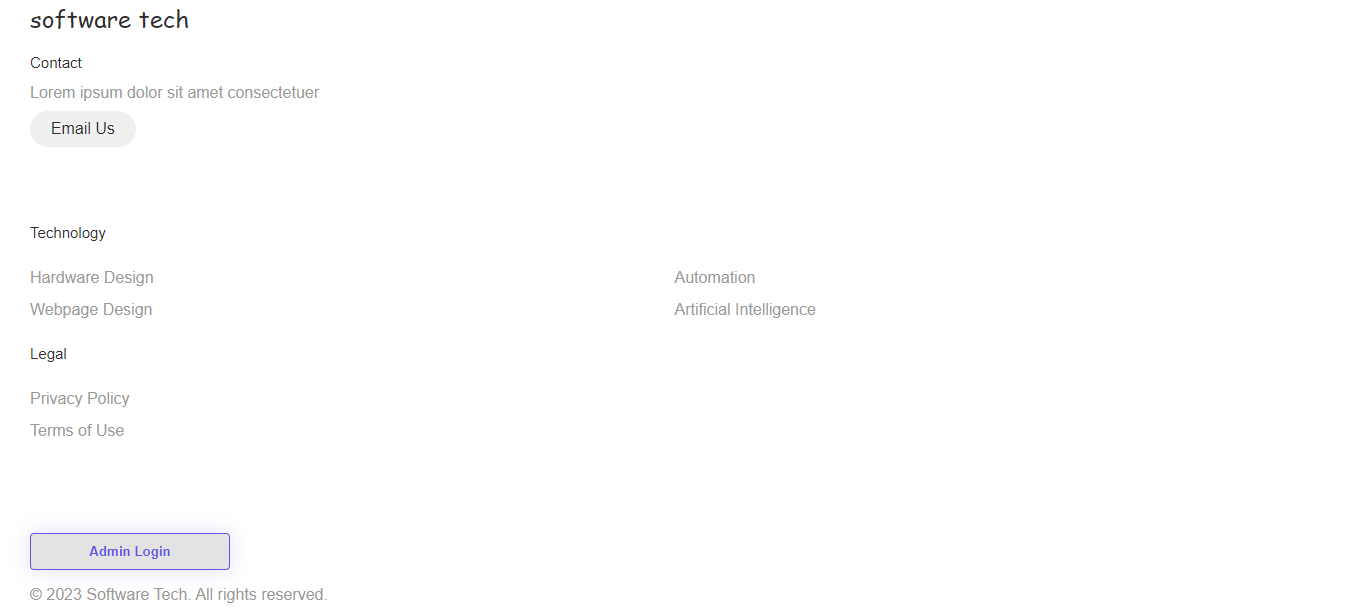 software tech
Contact
Lorem ipsum dolor sit amet consectetuer
Email Us
Technology
Hardware Design
Automation
Webpage Design
Artificial Intelligence
Legal
Privacy Policy
Terms of Use
Admin Login
© 2023 Software Tech. All rights reserved.